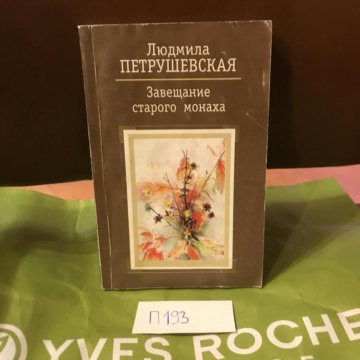 Людмила
ПЕТРУШЕВСКАЯ
Завещание
старого монаха
П193
YVES ROCHE